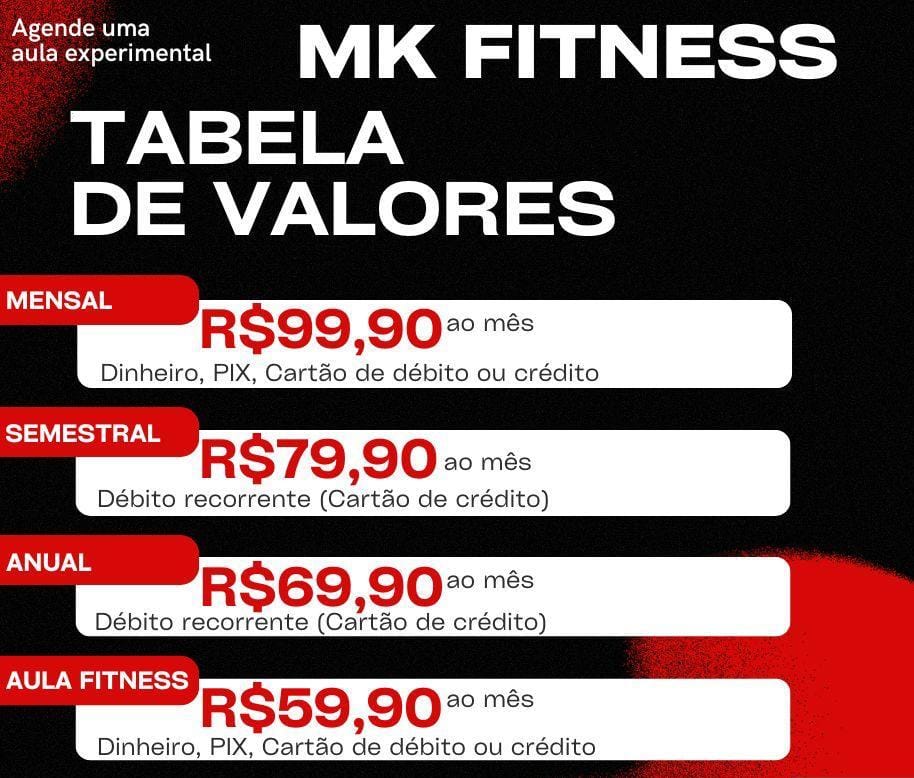 Agende uma
aula experimental
MK FITNESS
TABELA
DE VALORES
MENSAL
R$99,90 ao mês
Dinheiro, PIX, Cartão de débito ou crédito
SEMESTRAL
R$79,90 ao mês
Débito recorrente (Cartão de crédito)
ANUAL
R$69,90 ao mês
Débito recorrente (Cartão de crédito)
AULA FITNESS
R$59,90 ao mês
Dinheiro, PIX, Cartão de débito ou crédito